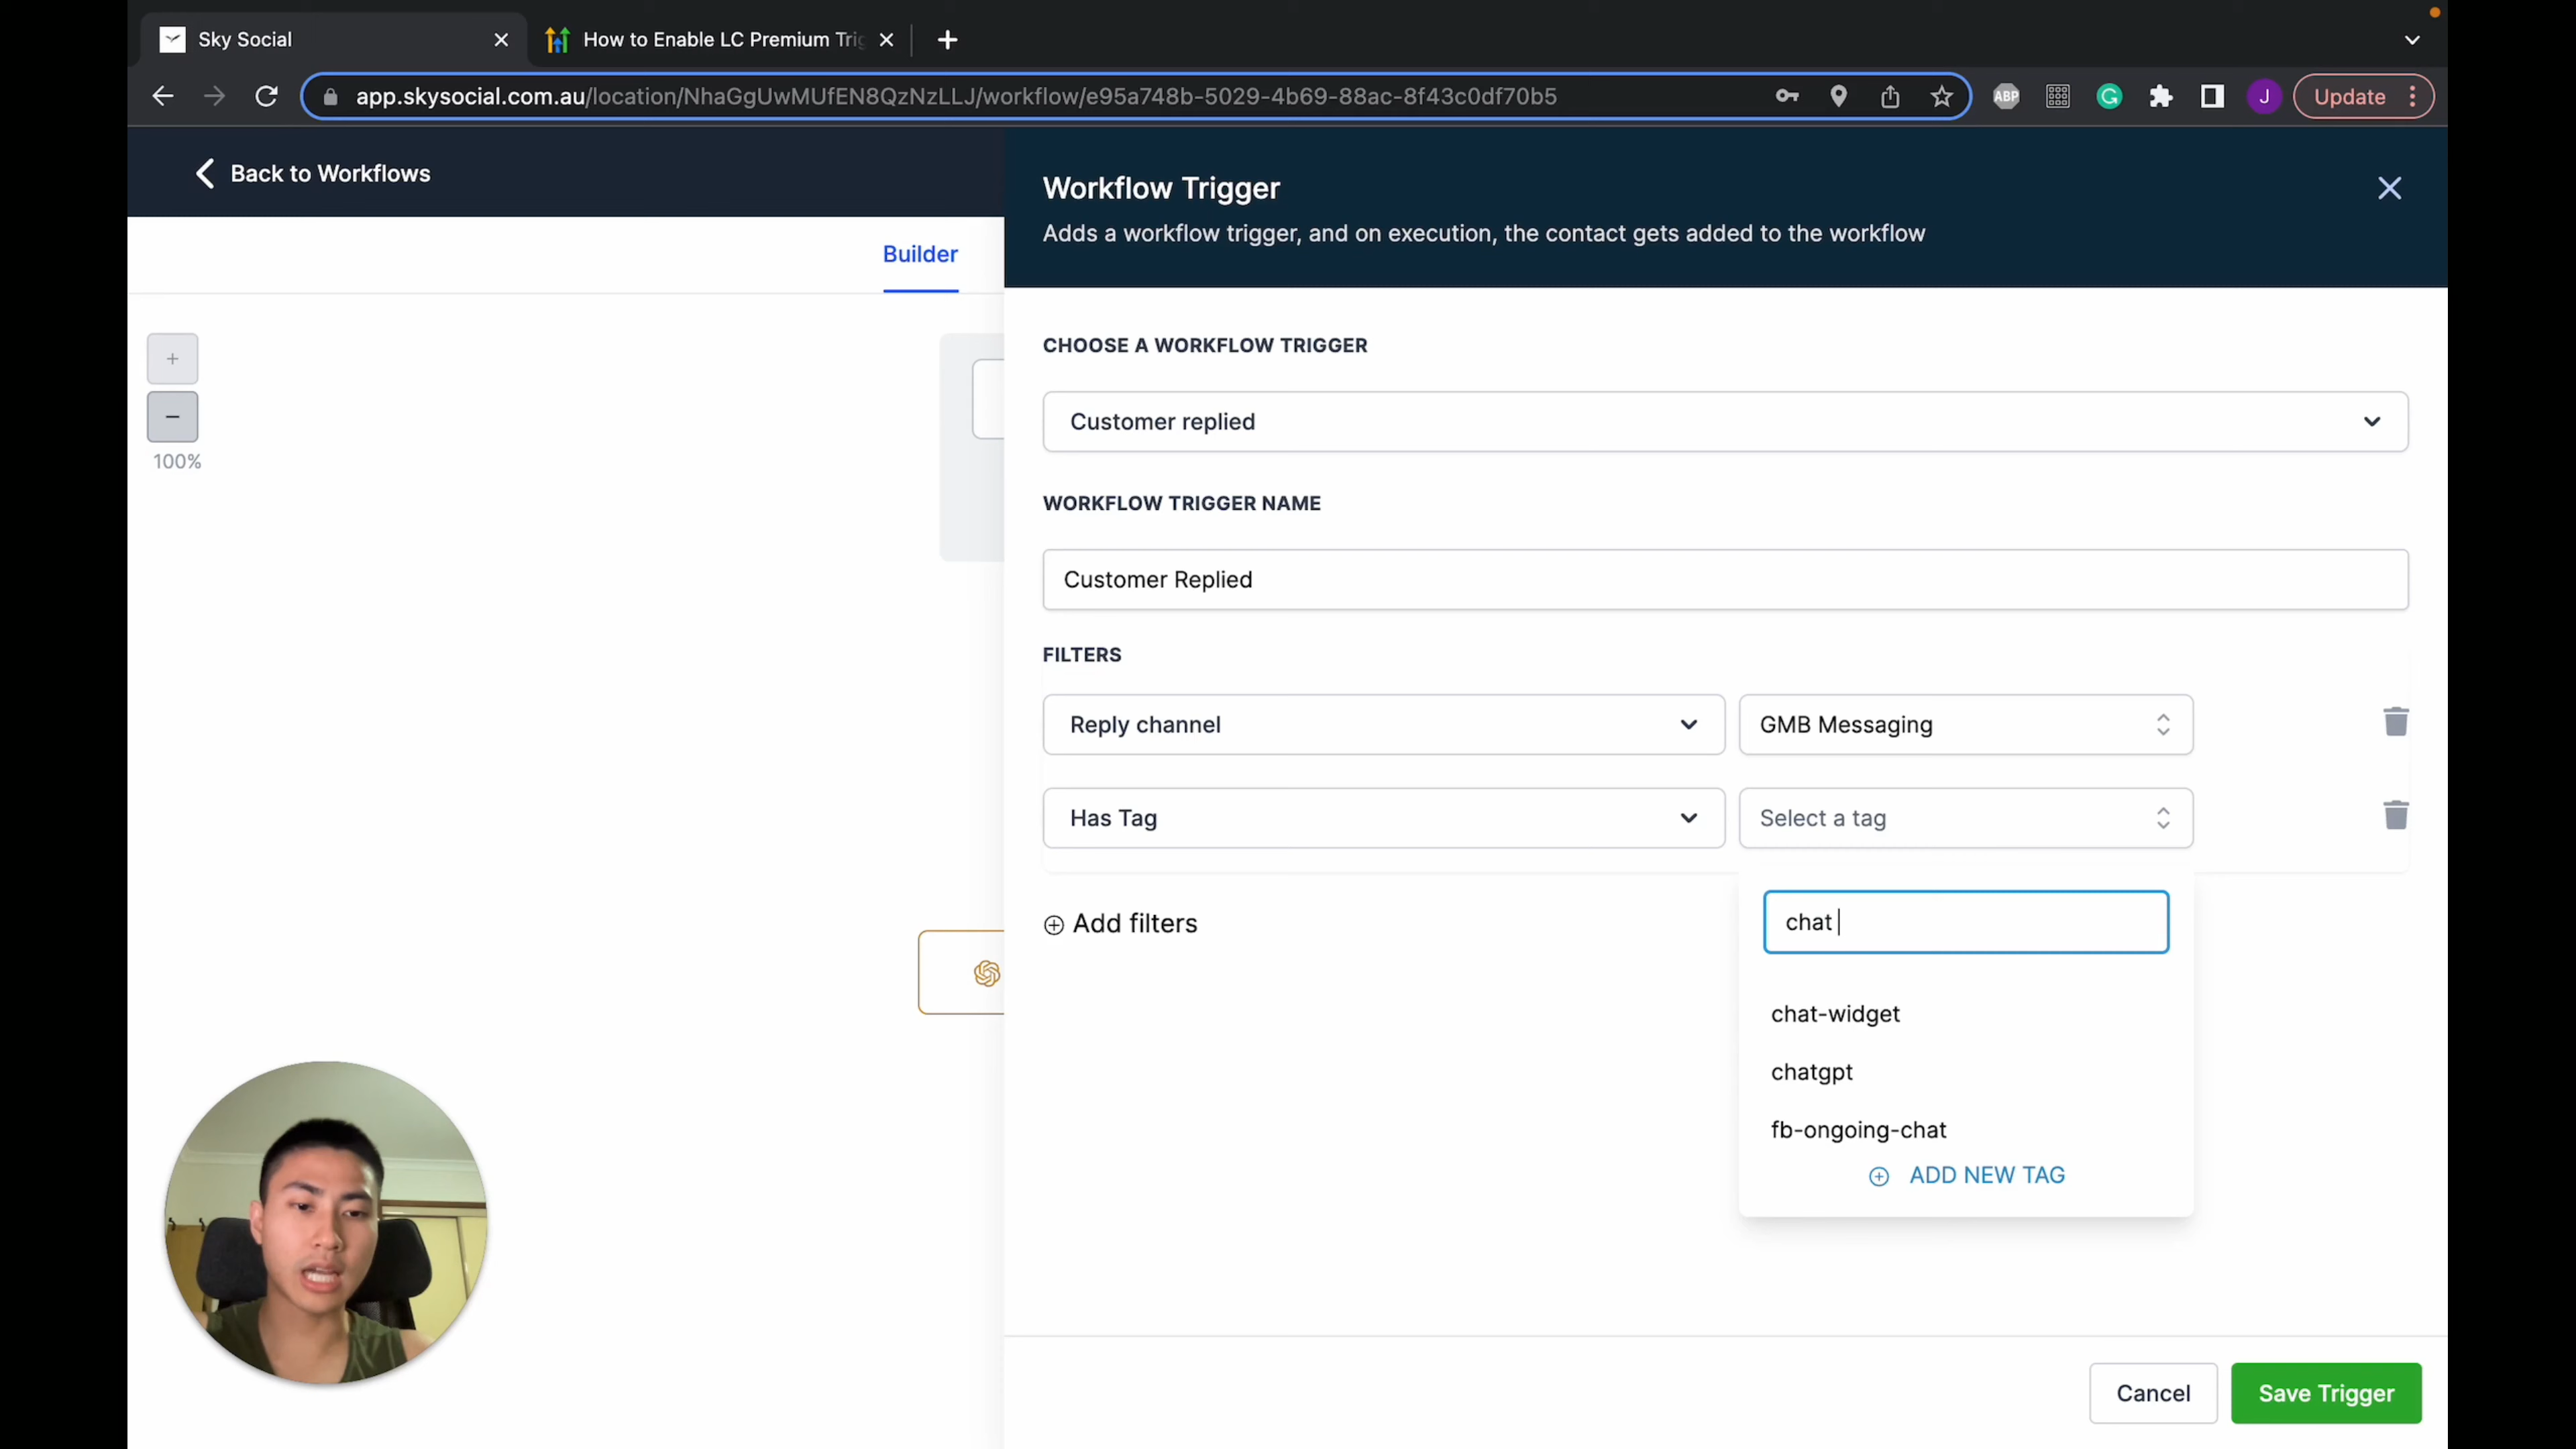 Sky Social
How to Enable LC Premium Trig
app.skysocial.com.au/location/NhaGgUwMUfEN8QzNzLLJ/workflow/e95a748b-5029-4b69-88ac-8f43c0df70b5
ABP
G
J
Update
Back to Workflows
Workflow Trigger
Adds a workflow trigger, and on execution, the contact gets added to the workflow
Builder
+
−
100%
CHOOSE A WORKFLOW TRIGGER
Customer replied
WORKFLOW TRIGGER NAME
Customer Replied
FILTERS
Reply channel
GMB Messaging
Has Tag
Select a tag
Add filters
chat
chat-widget
chatgpt
fb-ongoing-chat
ADD NEW TAG
Cancel
Save Trigger